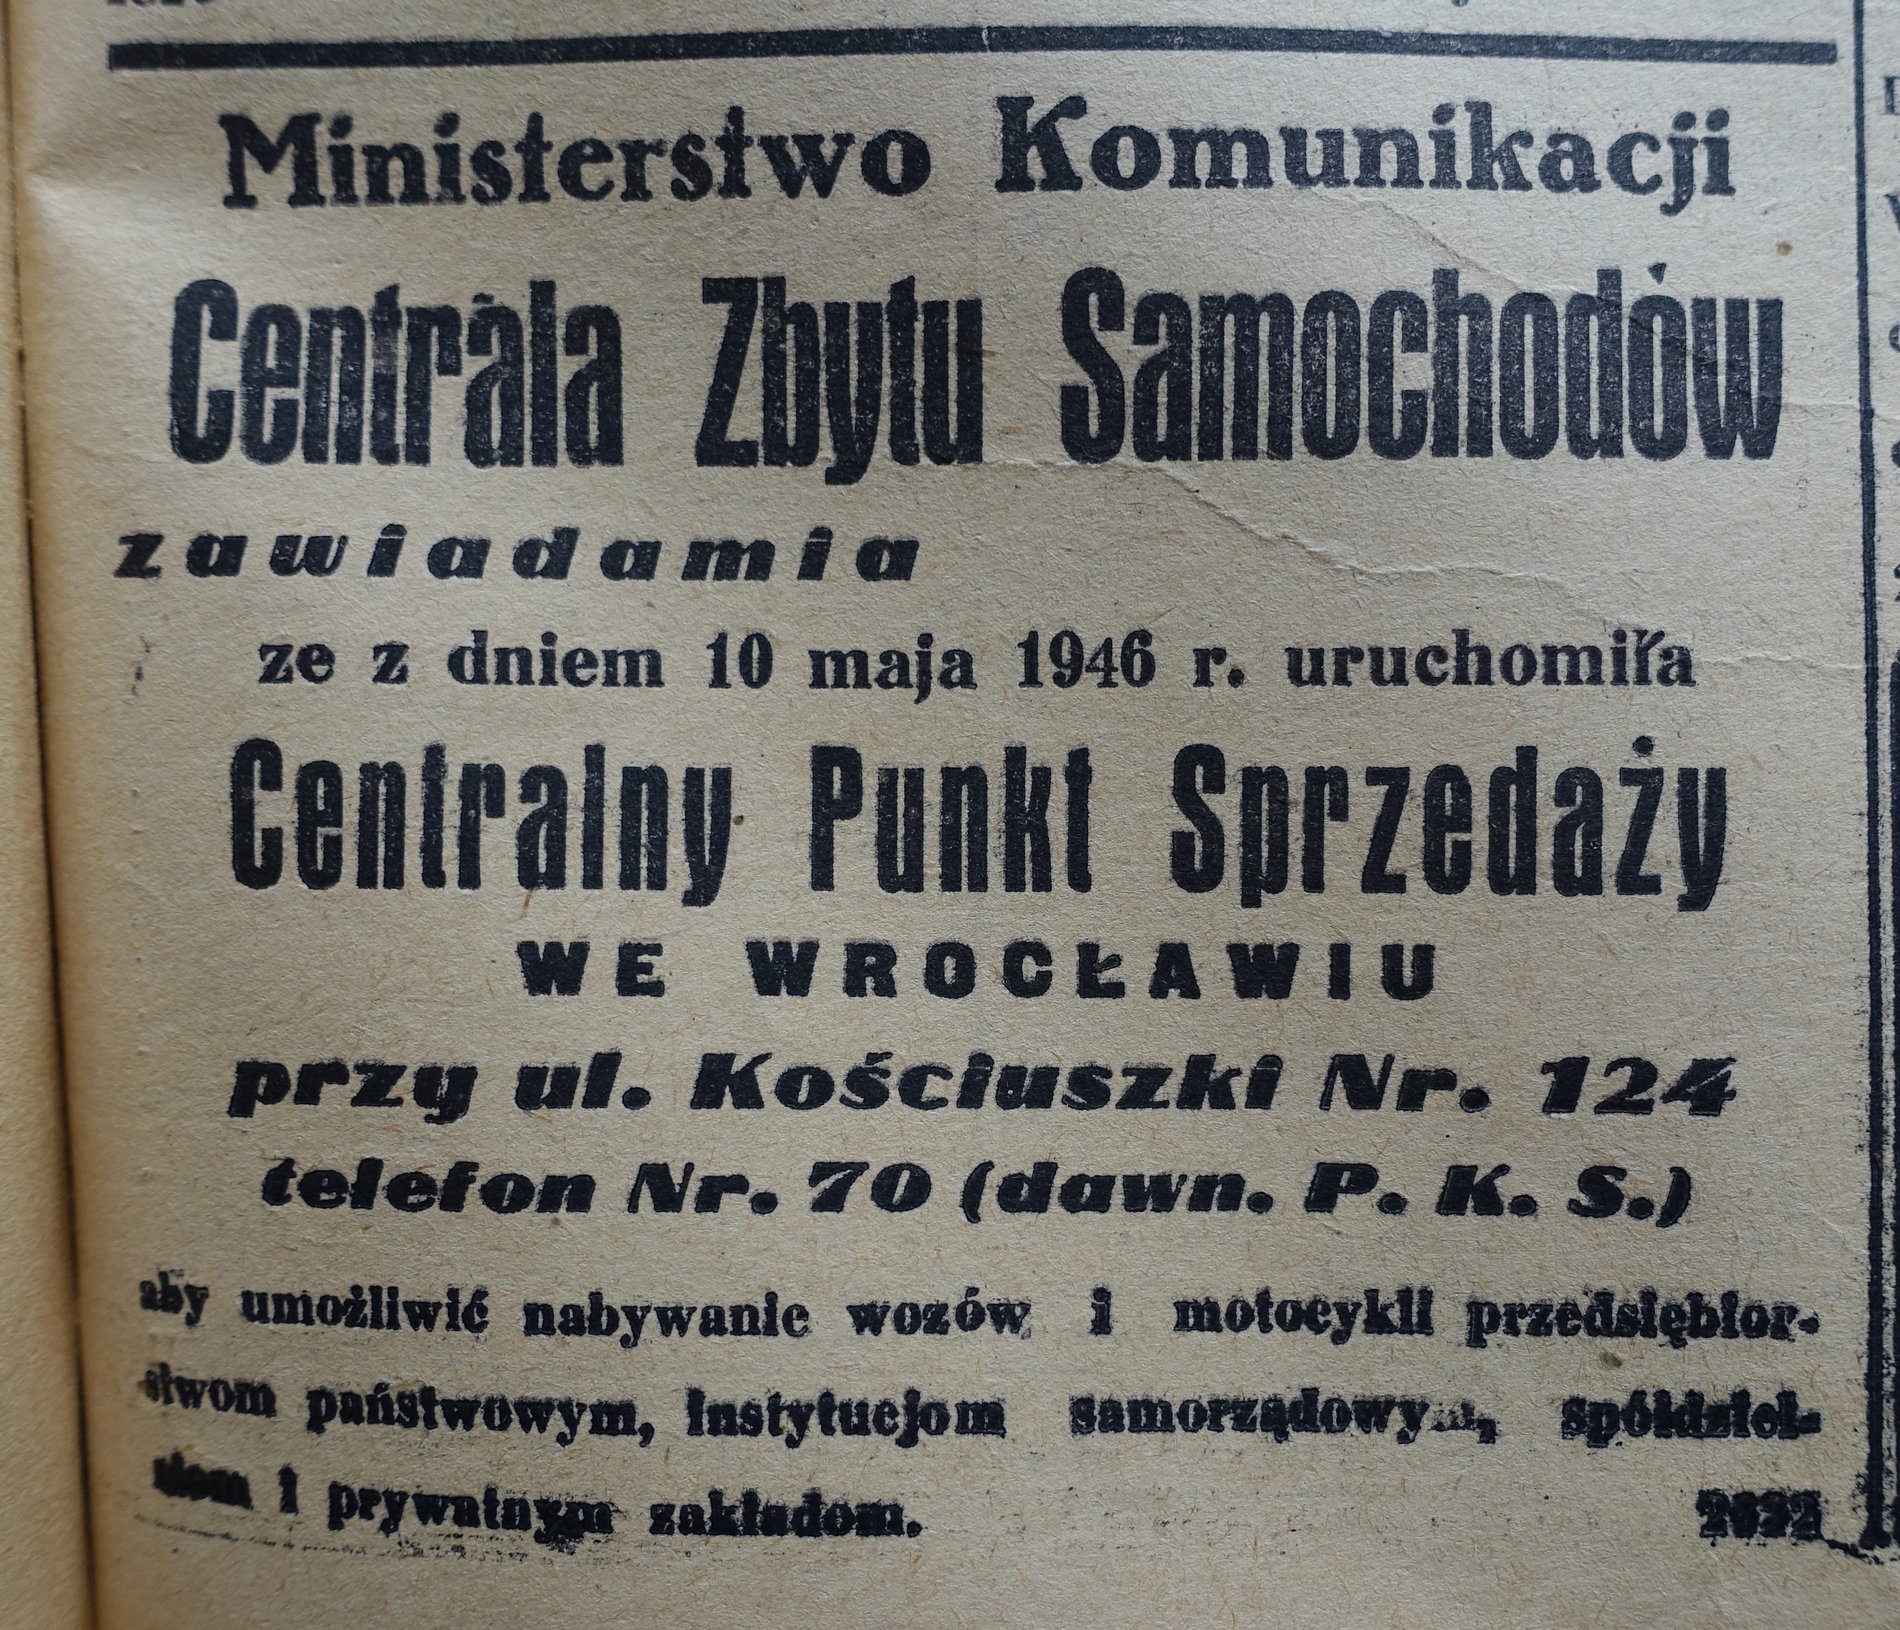 Ministerstwo Komunikacji
Centrala Zbytu Samochodów
zawiadamia
ze z dniem 10 maja 1946 r. uruchomiła
Centralny Punkt Sprzedaży
WE WROCŁAWIU
przy ul. Kościuszki Nr. 124
telefon Nr. 70 (dawn. P. K. S.)
aby umożliwić nabywanie wozów i motocykli przedsiębior-
stwom państwowym, instytucjom samorządowym, spółdziel-
niom i prywatnym zakładom.